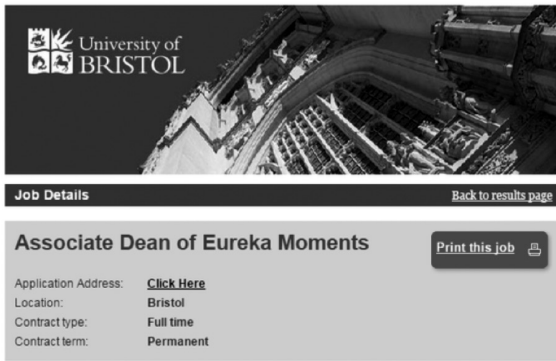 University of
BRISTOL
Job Details
Back to results page
Associate Dean of Eureka Moments
Print this job
Application Address: Click Here
Location: Bristol
Contract type: Full time
Contract term: Permanent